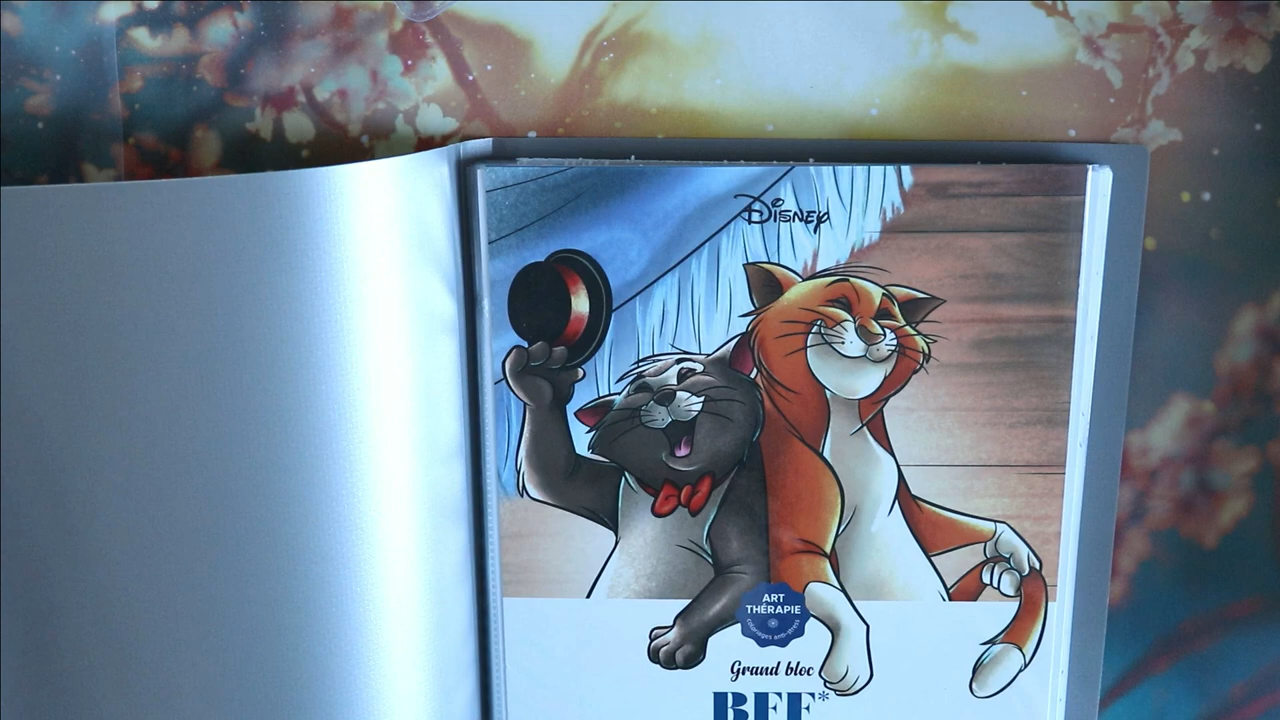 Disney
ART
THÉRAPIE
coloriages anti-stress
Grand bloc
BFF*